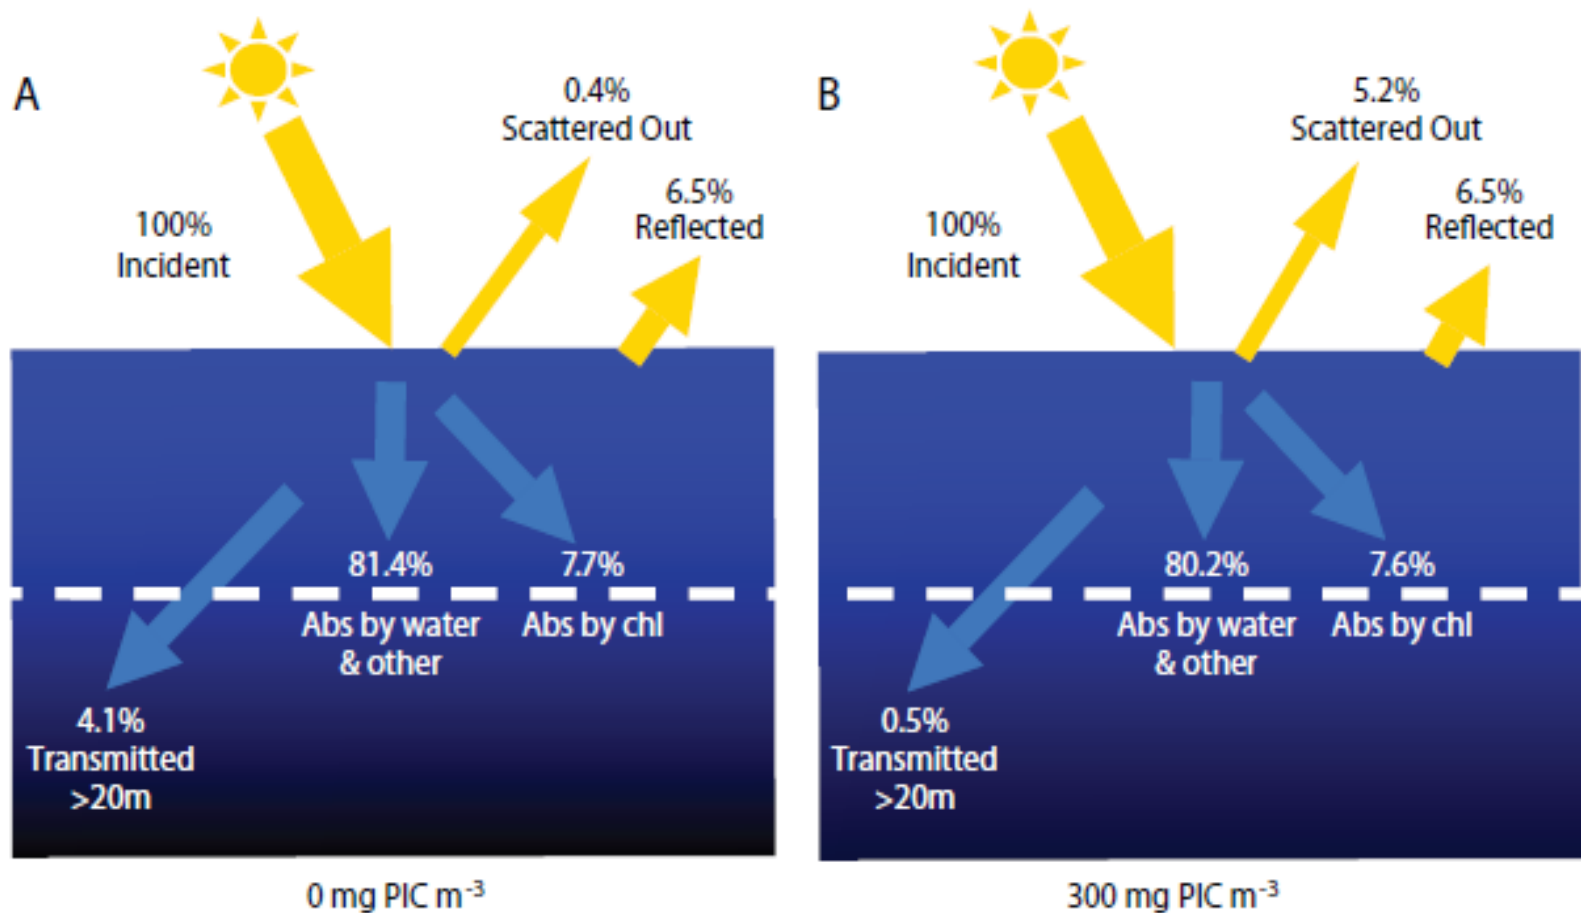 A
0.4%
Scattered Out
6.5%
Reflected
100%
Incident
81.4%
7.7%
Abs by water
& other
Abs by chl
4.1%
Transmitted
>20m
0 mg PIC m⁻³
B
5.2%
Scattered Out
6.5%
Reflected
100%
Incident
80.2%
7.6%
Abs by water
& other
Abs by chl
0.5%
Transmitted
>20m
300 mg PIC m⁻³